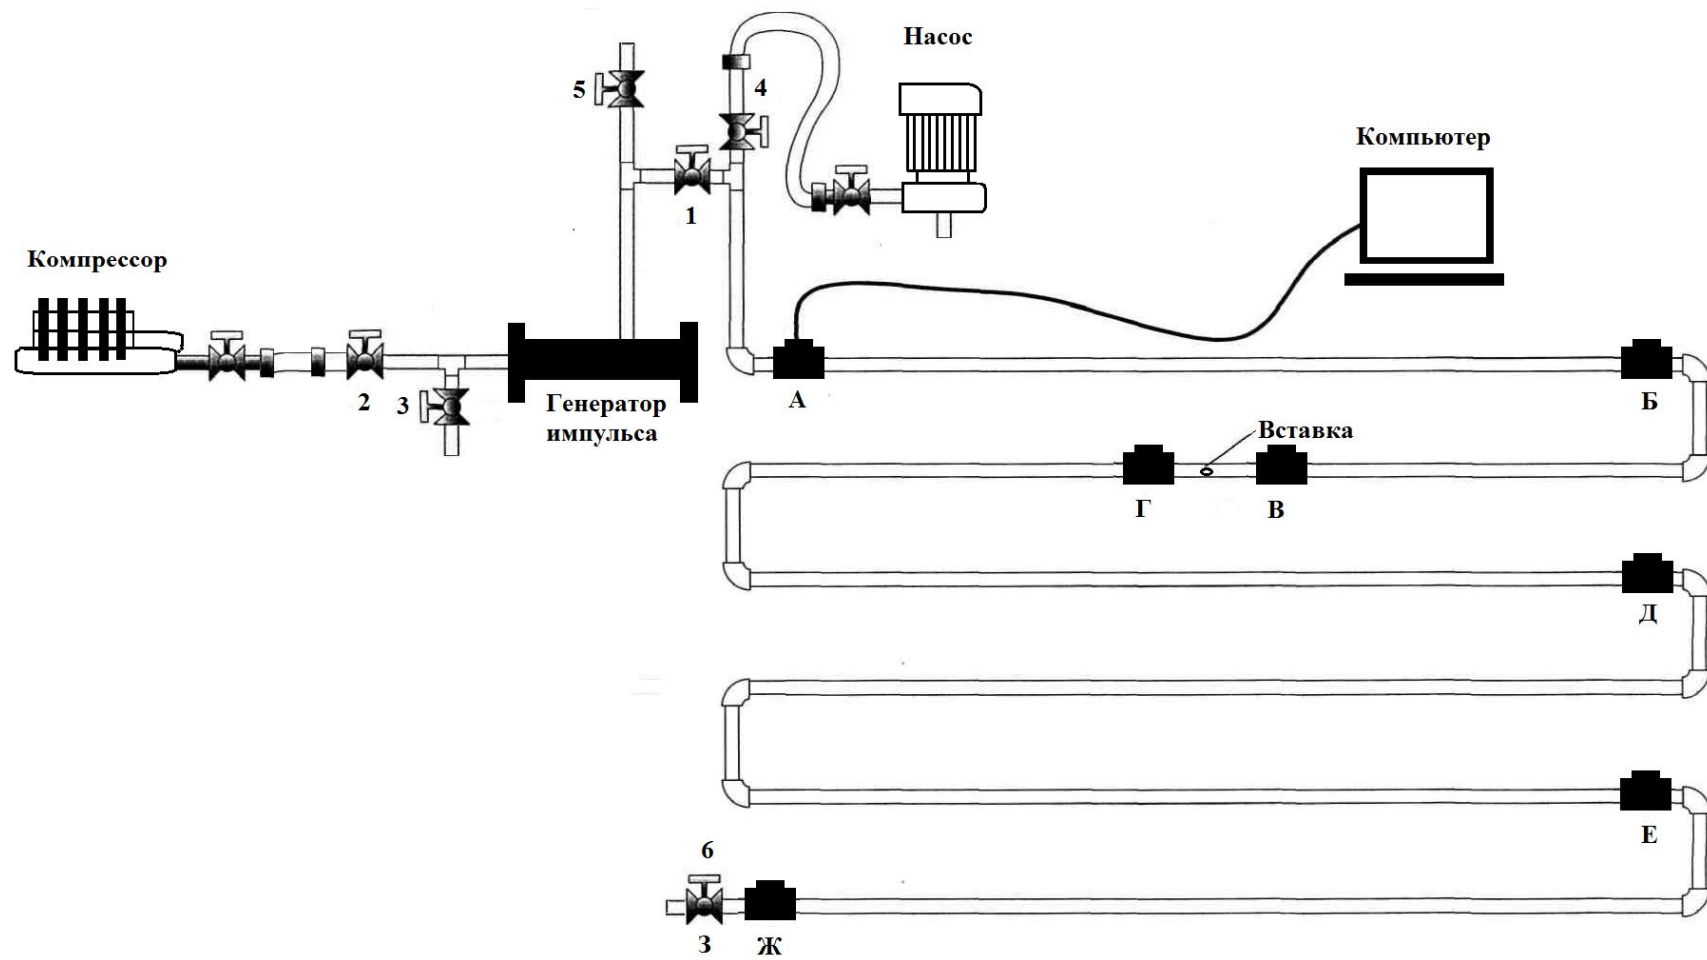 Насос
5
4
Компьютер
1
Компрессор
2
3
Генератор
импульса
А
Б
Вставка
Г
В
Д
Е
6
З
Ж